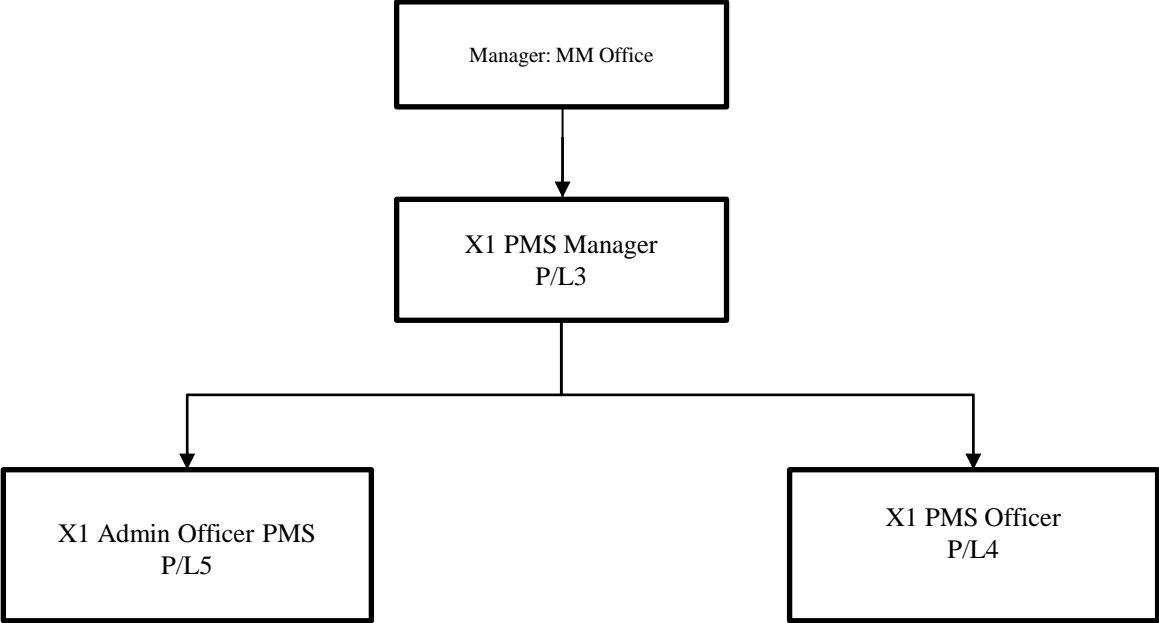 Manager: MM Office
X1 PMS Manager
P/L3
X1 Admin Officer PMS
P/L5
X1 PMS Officer
P/L4